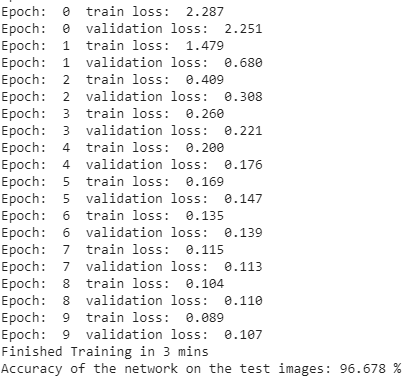 Epoch:  0  train loss:  2.287
Epoch:  0  validation loss:  2.251
Epoch:  1  train loss:  1.479
Epoch:  1  validation loss:  0.680
Epoch:  2  train loss:  0.409
Epoch:  2  validation loss:  0.308
Epoch:  3  train loss:  0.260
Epoch:  3  validation loss:  0.221
Epoch:  4  train loss:  0.200
Epoch:  4  validation loss:  0.176
Epoch:  5  train loss:  0.169
Epoch:  5  validation loss:  0.147
Epoch:  6  train loss:  0.135
Epoch:  6  validation loss:  0.139
Epoch:  7  train loss:  0.115
Epoch:  7  validation loss:  0.113
Epoch:  8  train loss:  0.104
Epoch:  8  validation loss:  0.110
Epoch:  9  train loss:  0.089
Epoch:  9  validation loss:  0.107
Finished Training in 3 mins
Accuracy of the network on the test images: 96.678 %